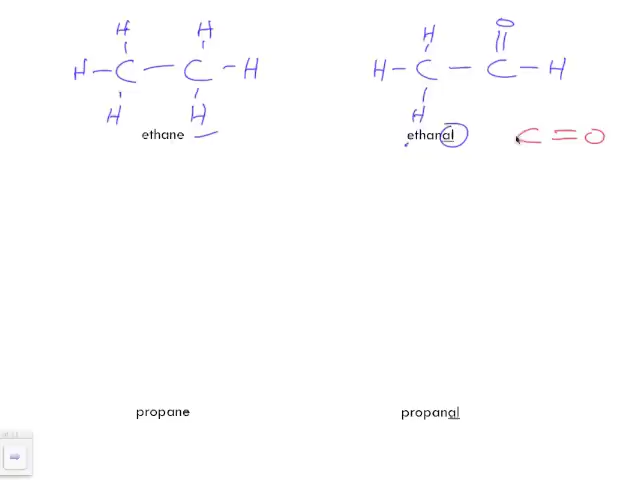 H H H O
H – C – C – H H – C – C – H
H H H
ethane ethanal C = O
propane propanal